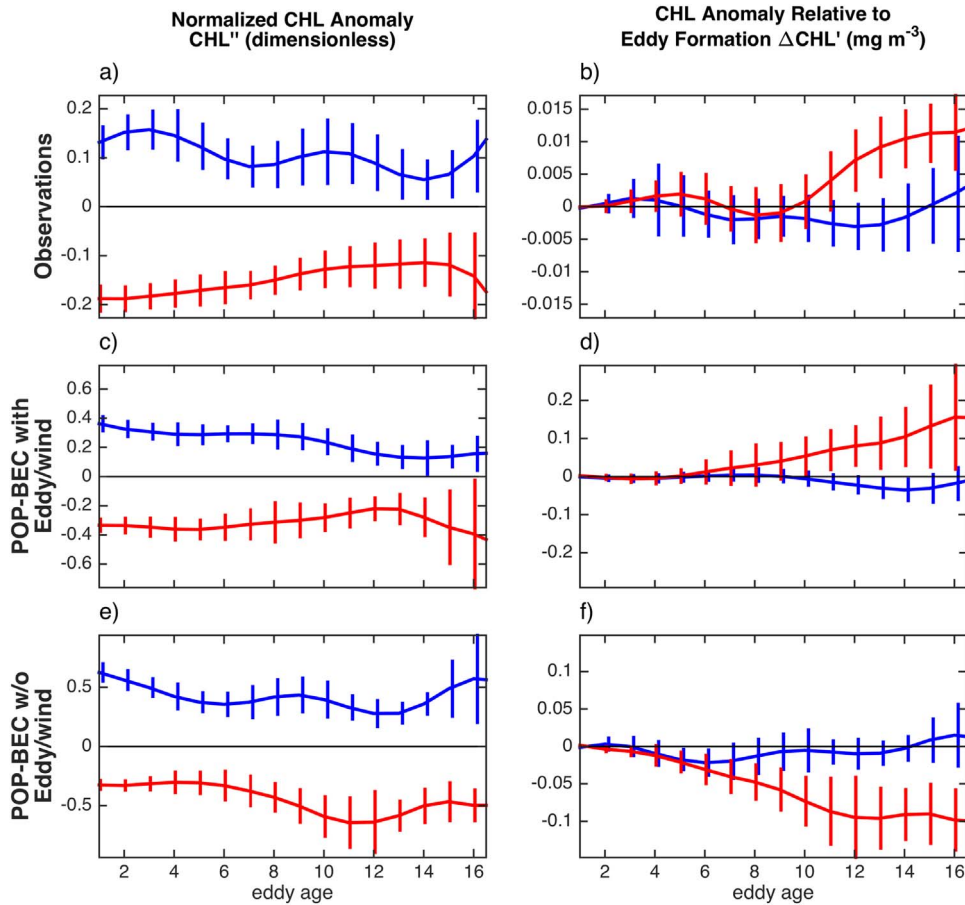 Normalized CHL Anomaly
CHL'' (dimensionless)
CHL Anomaly Relative to
Eddy Formation ΔCHL' (mg m⁻³)
a)
b)
Observations
0.2
0.1
0
-0.1
-0.2
0.015
0.01
0.005
0
-0.005
-0.01
-0.015
c)
d)
POP-BEC with
Eddy/wind
0.6
0.4
0.2
0
-0.2
-0.4
-0.6
0.2
0.1
0
-0.1
-0.2
e)
f)
POP-BEC w/o
Eddy/wind
0.5
0
-0.5
0.1
0.05
0
-0.05
-0.1
2 4 6 8 10 12 14 16
eddy age
2 4 6 8 10 12 14 16
eddy age